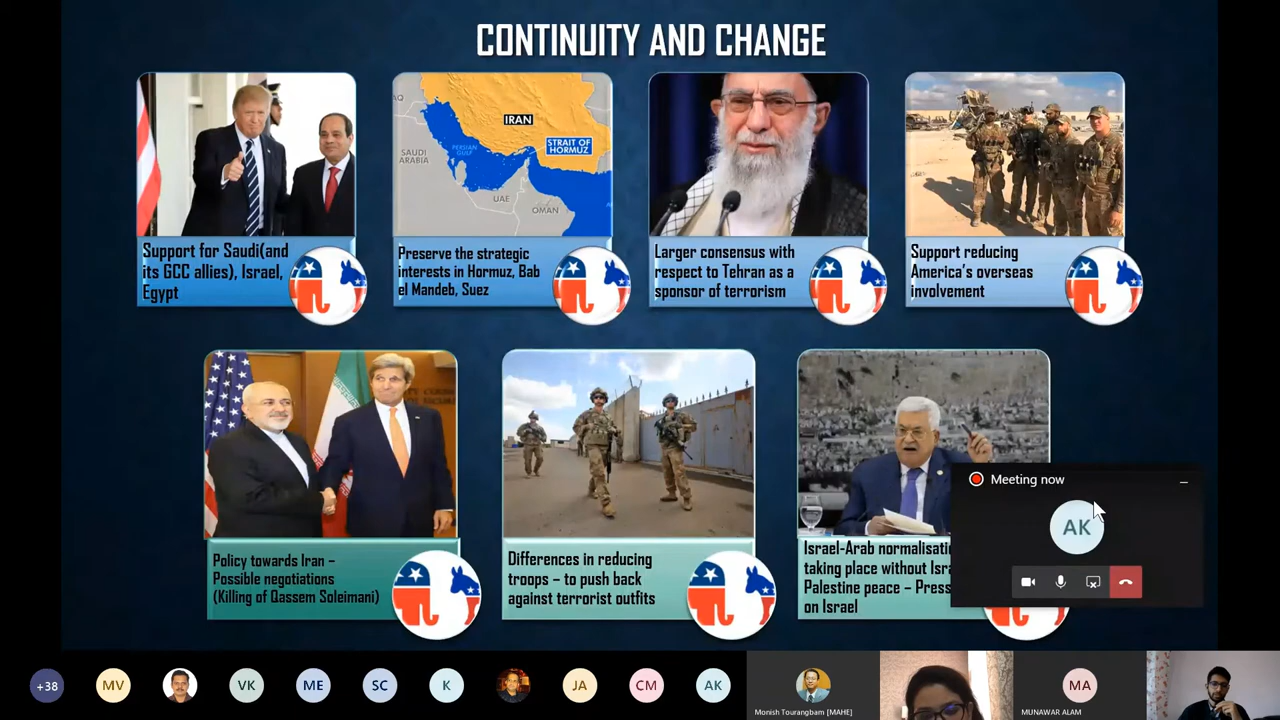 CONTINUITY AND CHANGE
IRAN
STRAIT OF
HORMUZ
SAUDI
ARABIA
PERSIAN
GULF
UAE
OMAN
Support for Saudi(and
its GCC allies), Israel,
Egypt
Preserve the strategic
interests in Hormuz, Bab
el Mandeb, Suez
Larger consensus with
respect to Tehran as a
sponsor of terrorism
Support reducing
America's overseas
involvement
Policy towards Iran –
Possible negotiations
(Killing of Qassem Soleimani)
Differences in reducing
troops – to push back
against terrorist outfits
Israel-Arab
taking place without
Palestine peace –
on Israel
Meeting now
AK
+38
MV
VK
ME
SC
K
JA
CM
AK
Monish Tourangbam [MAHE]
MA
MUNAWAR ALAM